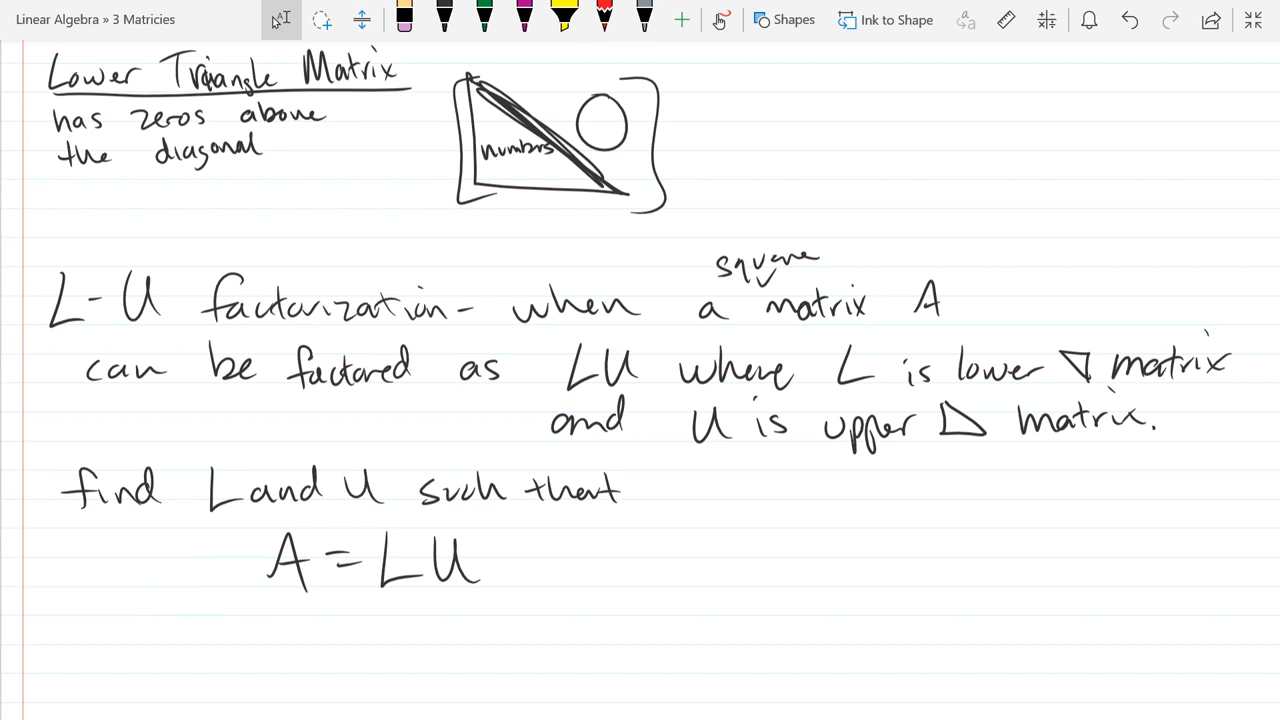 Linear Algebra » 3 Matricies
Shapes
Ink to Shape
Lower Triangle Matrix
has zeros above
the diagonal
numbers
square
L-U factorization - when a matrix A
can be factored as LU where L is lower matrix
and U is upper matrix.
find L and U such that
A = LU